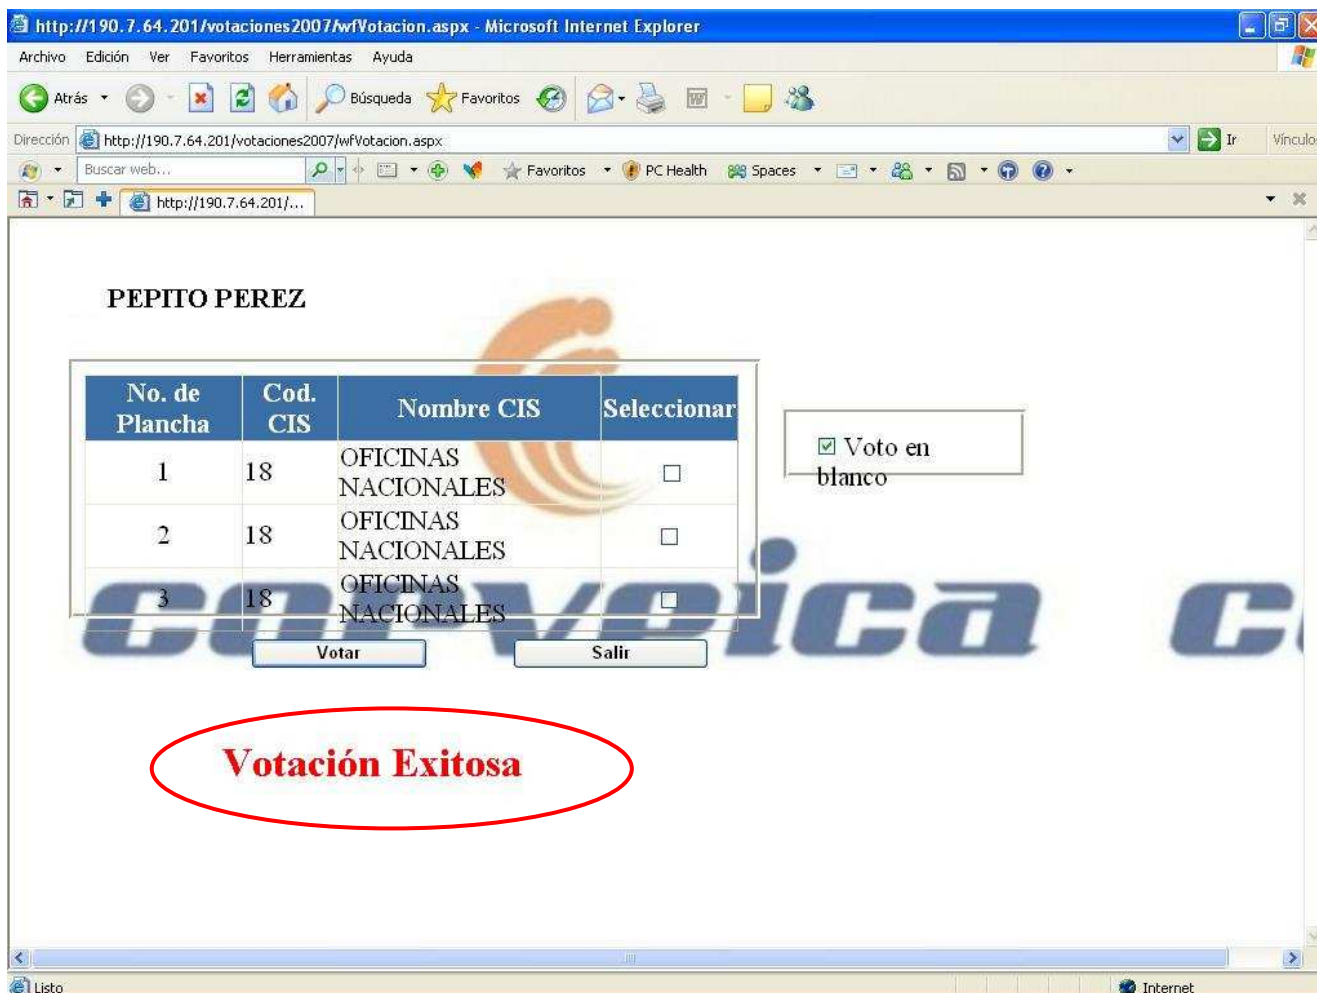 http://190.7.64.201/votaciones2007/wfVotacion.aspx - Microsoft Internet Explorer
Archivo Edición Ver Favoritos Herramientas Ayuda
Atrás Búsqueda Favoritos
Dirección http://190.7.64.201/votaciones2007/wfVotacion.aspx Ir Vínculo
Buscar web... Favoritos PC Health Spaces
http://190.7.64.201/...
PEPITO PEREZ
No. de Plancha Cod. CIS Nombre CIS Seleccionar
1 18 OFICINAS NACIONALES
2 18 OFICINAS NACIONALES
3 18 OFICINAS NACIONALES
Voto en
blanco
corveica
Votar Salir
Votación Exitosa
Listo Internet